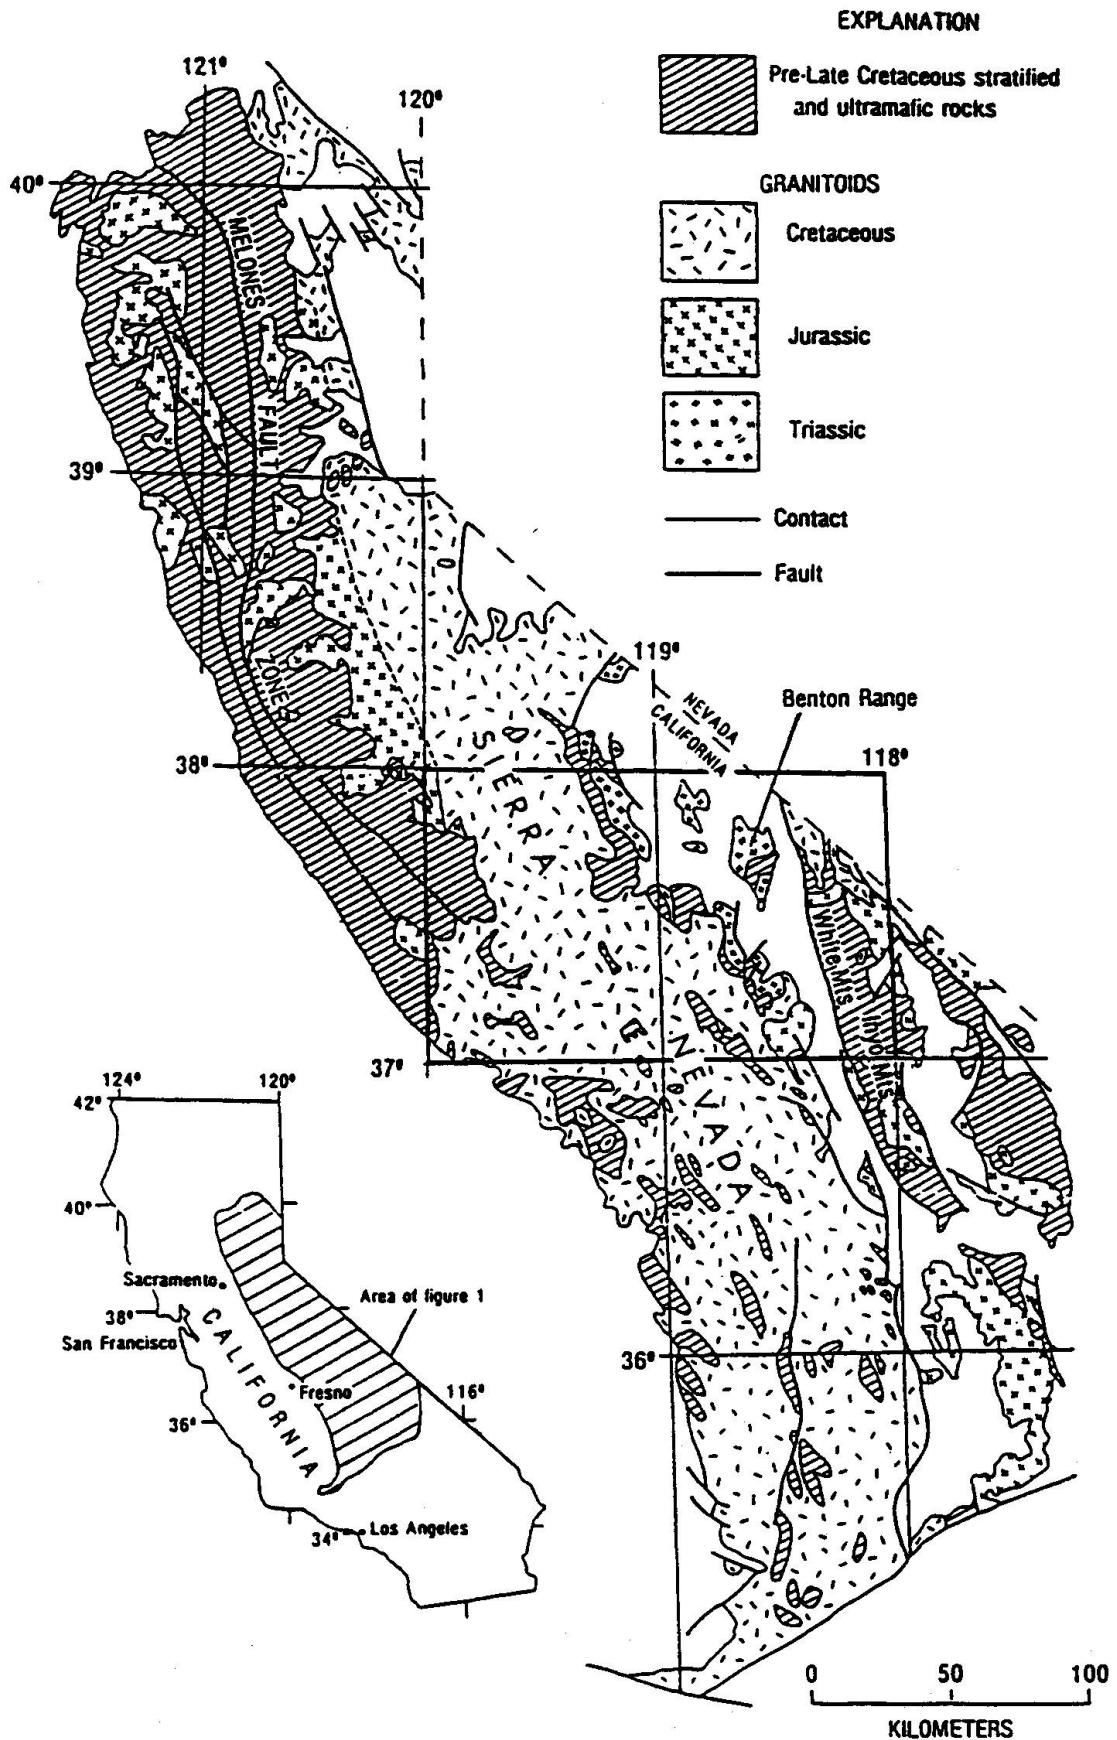 EXPLANATION
Pre-Late Cretaceous stratified
and ultramafic rocks
GRANITOIDS
Cretaceous
Jurassic
Triassic
Contact
Fault
121°
120°
40°
MELONES
FAULT
39°
ZONE
119°
NEVADA
CALIFORNIA
Benton Range
38°
118°
SIERRA
White Mts
Inyo Mts
37°
NEVADA
36°
124°
120°
42°
40°
Sacramento
38°
San Francisco
CALIFORNIA
Area of figure 1
Fresno
116°
36°
34°
Los Angeles
0 50 100
KILOMETERS